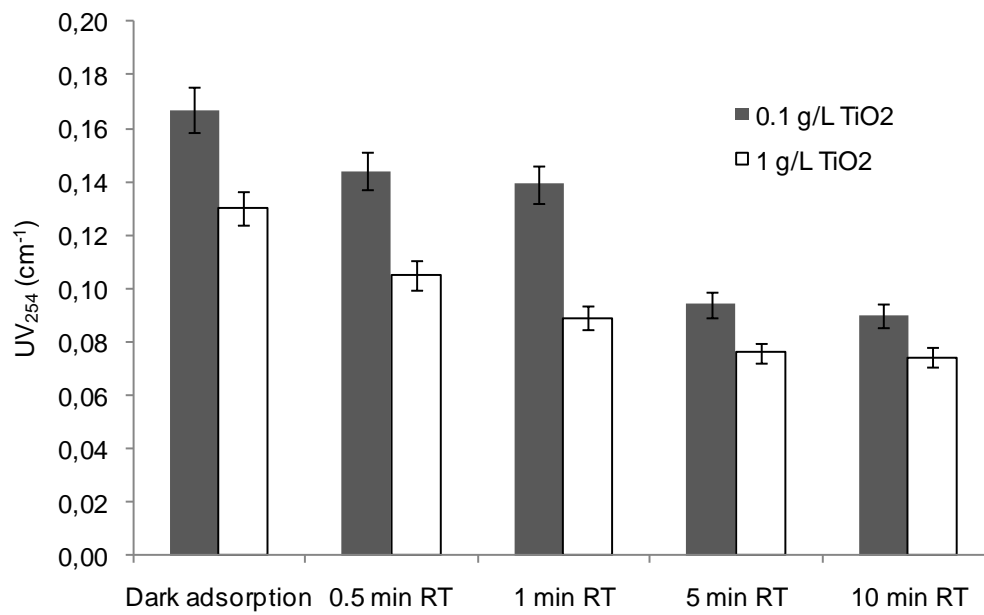 0,20
0,18
0,16
0,14
0,12
0,10
0,08
0,06
0,04
0,02
0,00
UV254 (cm-1)
0.1 g/L TiO2
1 g/L TiO2
Dark adsorption 0.5 min RT 1 min RT 5 min RT 10 min RT